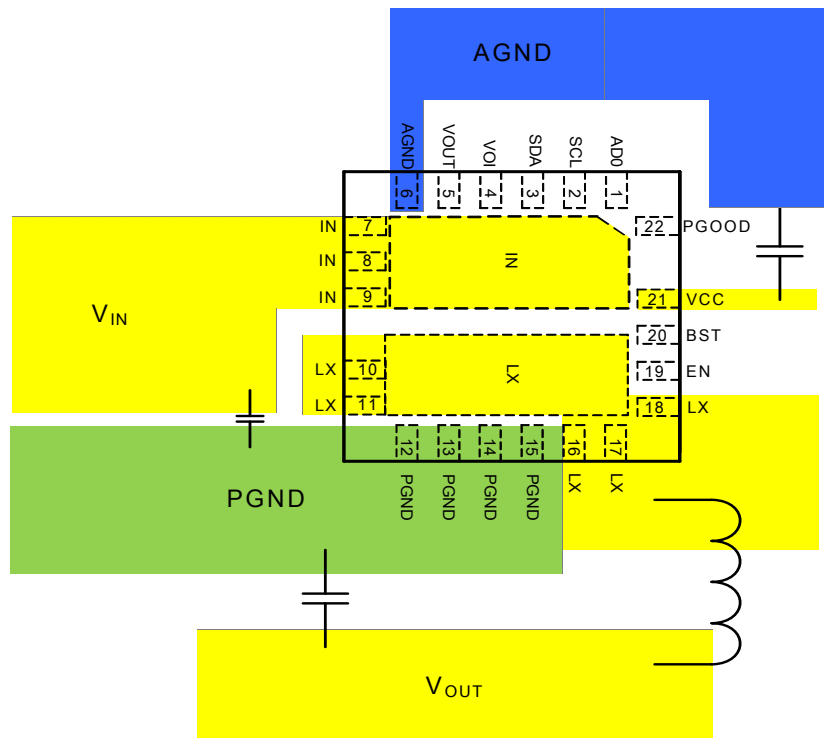 AGND
AGND
VOUT
VOI
SDA
SCL
AD0
6
5
4
3
2
1
IN
7
22
PGOOD
IN
8
IN
IN
9
21
VCC
VIN
20
BST
LX
10
LX
19
EN
LX
11
18
LX
12
13
14
15
16
17
PGND
PGND
PGND
PGND
PGND
LX
LX
VOUT